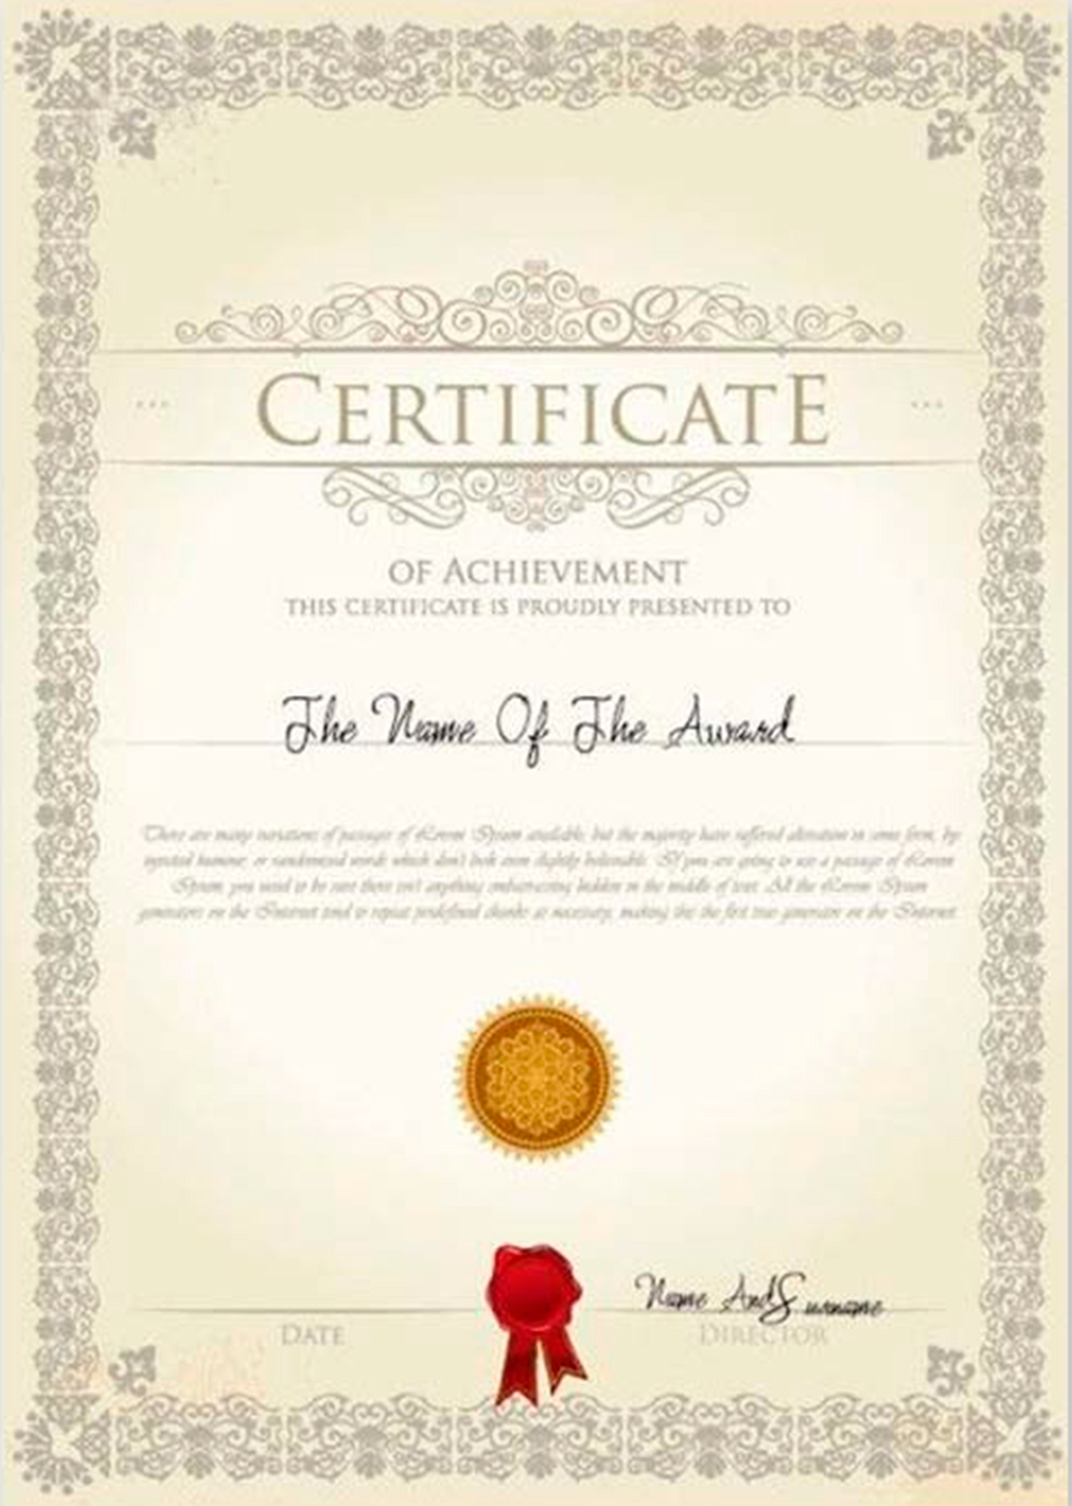 CERTIFICATE
OF ACHIEVEMENT
THIS CERTIFICATE IS PROUDLY PRESENTED TO
The Name Of The Award
There are many variations of passages of Lorem Ipsum available, but the majority have suffered alteration in some form, by
injected humour, or randomised words which don't look even slightly believable. If you are going to use a passage of Lorem
Ipsum, you need to be sure there isn't anything embarrassing hidden in the middle of text. All the Lorem Ipsum
generators on the Internet tend to repeat predefined chunks as necessary, making this the first true generator on the Internet.
Name And Surname
DATE
DIRECTOR